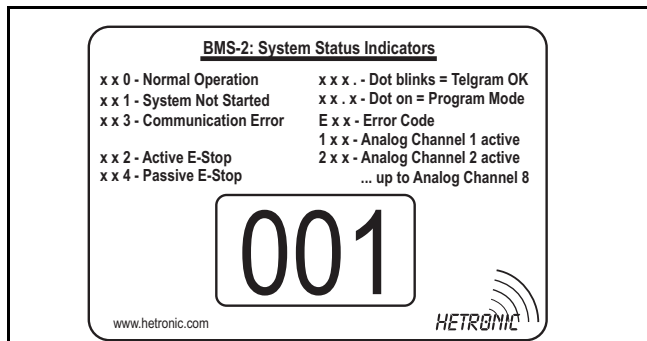 BMS-2: System Status Indicators
x x 0 - Normal Operation
x x 1 - System Not Started
x x 3 - Communication Error
x x 2 - Active E-Stop
x x 4 - Passive E-Stop
x x x . - Dot blinks = Telgram OK
x x . x - Dot on = Program Mode
E x x - Error Code
1 x x - Analog Channel 1 active
2 x x - Analog Channel 2 active
... up to Analog Channel 8
001
www.hetronic.com
HETRONIC